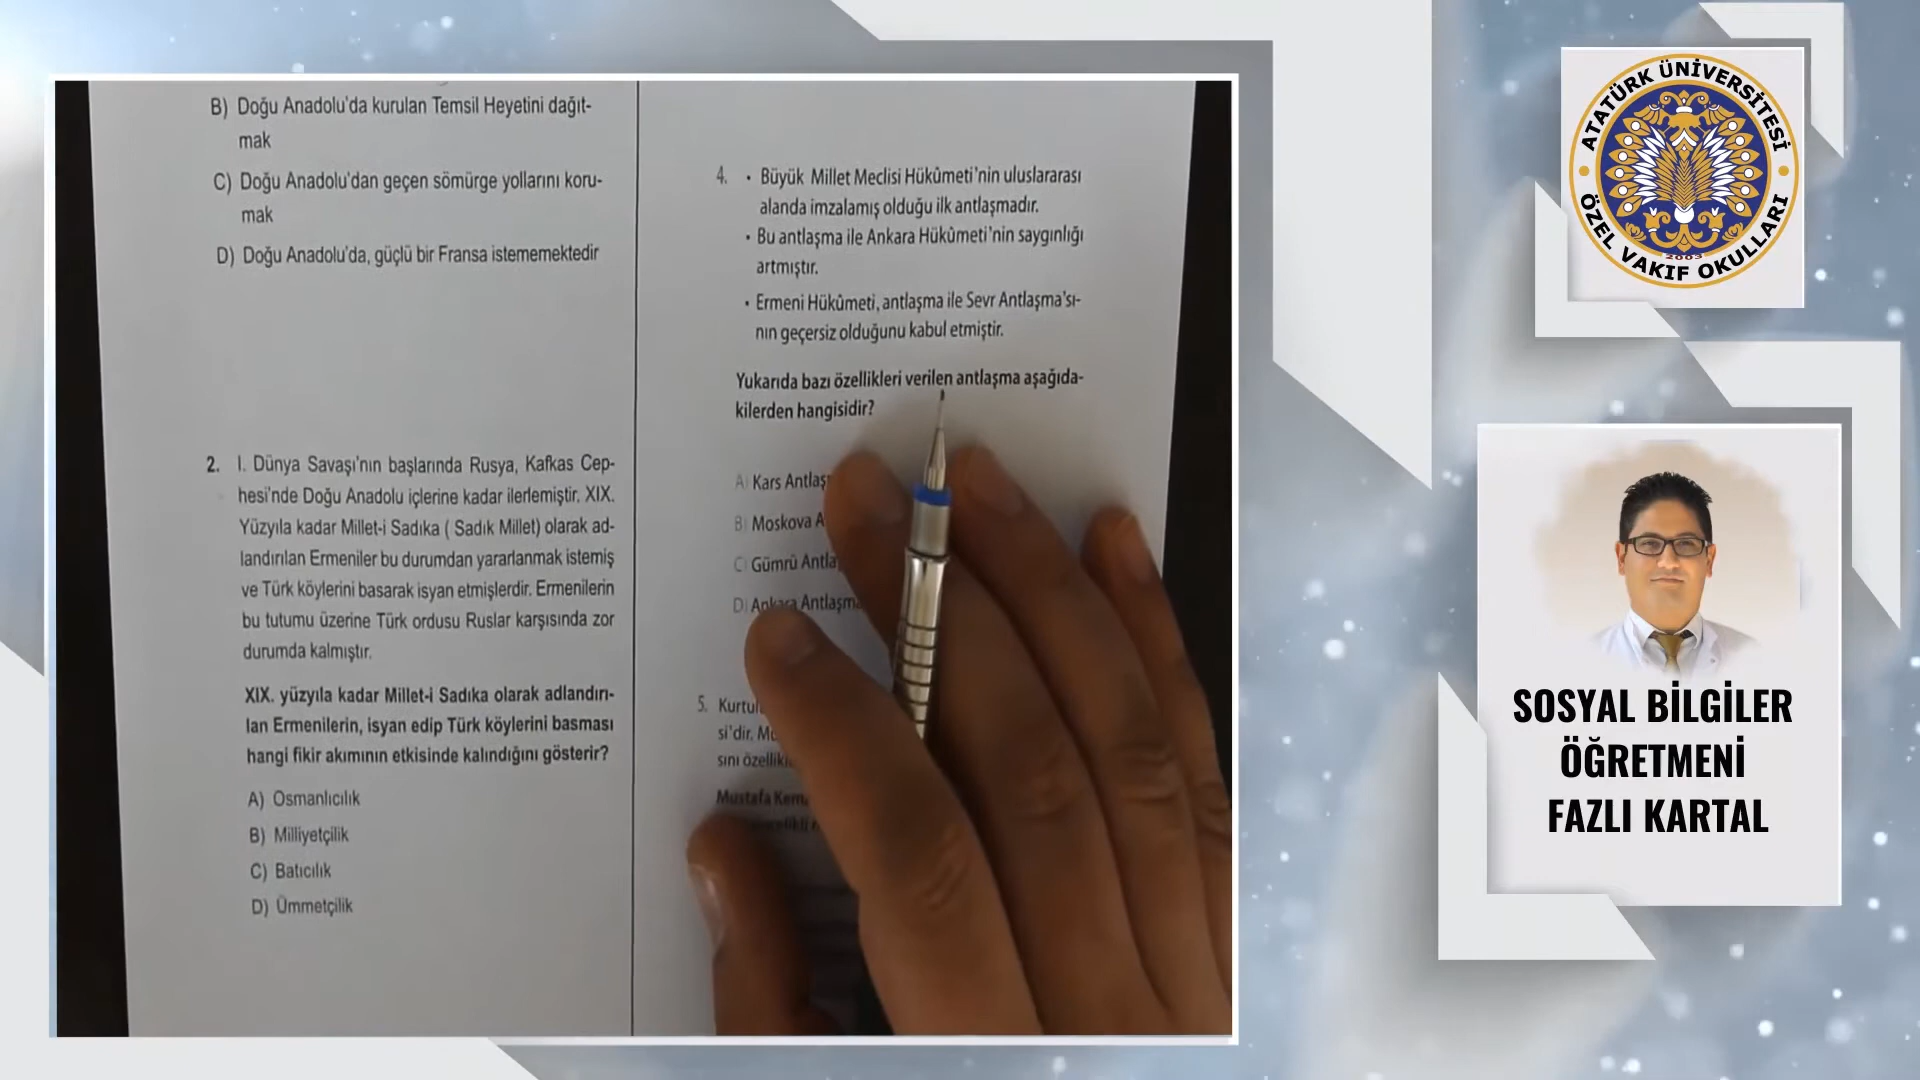 B) Doğu Anadolu'da kurulan Temsil Heyetini dağıt-
mak
C) Doğu Anadolu'dan geçen sömürge yollarını koru-
mak
D) Doğu Anadolu'da, güçlü bir Fransa istememektedir
2. I. Dünya Savaşı'nın başlarında Rusya, Kafkas Cep-
hesi'nde Doğu Anadolu içlerine kadar ilerlemiştir. XIX.
Yüzyıla kadar Millet-i Sadıka ( Sadık Millet) olarak ad-
landırılan Ermeniler bu durumdan yararlanmak istemiş
ve Türk köylerini basarak isyan etmişlerdir. Ermenilerin
bu tutumu üzerine Türk ordusu Ruslar karşısında zor
durumda kalmıştır.
XIX. yüzyıla kadar Millet-i Sadıka olarak adlandırı-
lan Ermenilerin, isyan edip Türk köylerini basması
hangi fikir akımının etkisinde kalındığını gösterir?
A) Osmanlıcılık
B) Milliyetçilik
C) Batıcılık
D) Ümmetçilik
4. • Büyük Millet Meclisi Hükûmeti'nin uluslararası
alanda imzalamış olduğu ilk antlaşmadır.
• Bu antlaşma ile Ankara Hükûmeti'nin saygınlığı
artmıştır.
• Ermeni Hükûmeti, antlaşma ile Sevr Antlaşma'sı-
nın geçersiz olduğunu kabul etmiştir.
Yukarıda bazı özellikleri verilen antlaşma aşağıda-
kilerden hangisidir?
A) Kars
B) Moskova
C) Gümrü
D) Ankara
5.
si'dir.
sını
Mustafa
ATATÜRK ÜNİVERSİTESİ
ÖZEL VAKIF OKULLARI
2003
SOSYAL BİLGİLER
ÖĞRETMENİ
FAZLI KARTAL